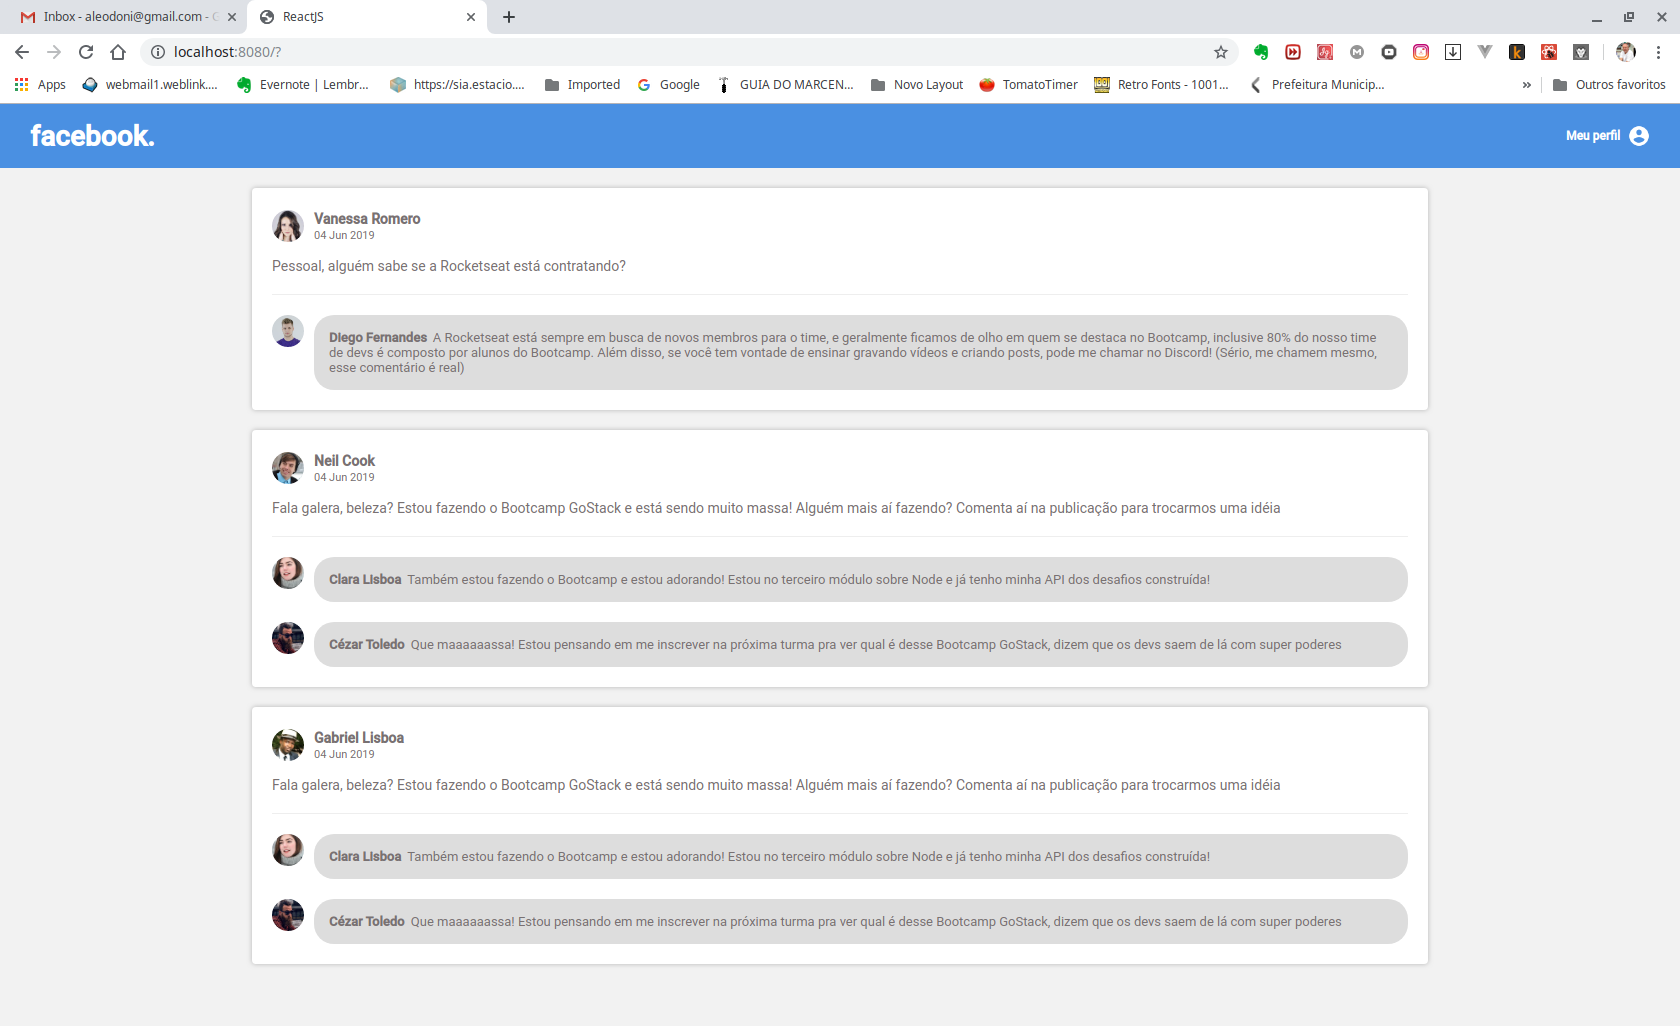 Inbox - aleodoni@gmail.com - G
ReactJS
localhost:8080/?
Apps
webmail1.weblink....
Evernote | Lembr...
https://sia.estacio....
Imported
Google
GUIA DO MARCEN...
Novo Layout
TomatoTimer
Retro Fonts - 1001...
Prefeitura Municip...
»
Outros favoritos
facebook.
Meu perfil
Vanessa Romero
04 Jun 2019
Pessoal, alguém sabe se a Rocketseat está contratando?
Diego Fernandes A Rocketseat está sempre em busca de novos membros para o time, e geralmente ficamos de olho em quem se destaca no Bootcamp, inclusive 80% do nosso time
de devs é composto por alunos do Bootcamp. Além disso, se você tem vontade de ensinar gravando vídeos e criando posts, pode me chamar no Discord! (Sério, me chamem mesmo,
esse comentário é real)
Neil Cook
04 Jun 2019
Fala galera, beleza? Estou fazendo o Bootcamp GoStack e está sendo muito massa! Alguém mais aí fazendo? Comenta aí na publicação para trocarmos uma idéia
Clara Lisboa Também estou fazendo o Bootcamp e estou adorando! Estou no terceiro módulo sobre Node e já tenho minha API dos desafios construída!
Cézar Toledo Que maaaaaassa! Estou pensando em me inscrever na próxima turma pra ver qual é desse Bootcamp GoStack, dizem que os devs saem de lá com super poderes
Gabriel Lisboa
04 Jun 2019
Fala galera, beleza? Estou fazendo o Bootcamp GoStack e está sendo muito massa! Alguém mais aí fazendo? Comenta aí na publicação para trocarmos uma idéia
Clara Lisboa Também estou fazendo o Bootcamp e estou adorando! Estou no terceiro módulo sobre Node e já tenho minha API dos desafios construída!
Cézar Toledo Que maaaaaassa! Estou pensando em me inscrever na próxima turma pra ver qual é desse Bootcamp GoStack, dizem que os devs saem de lá com super poderes